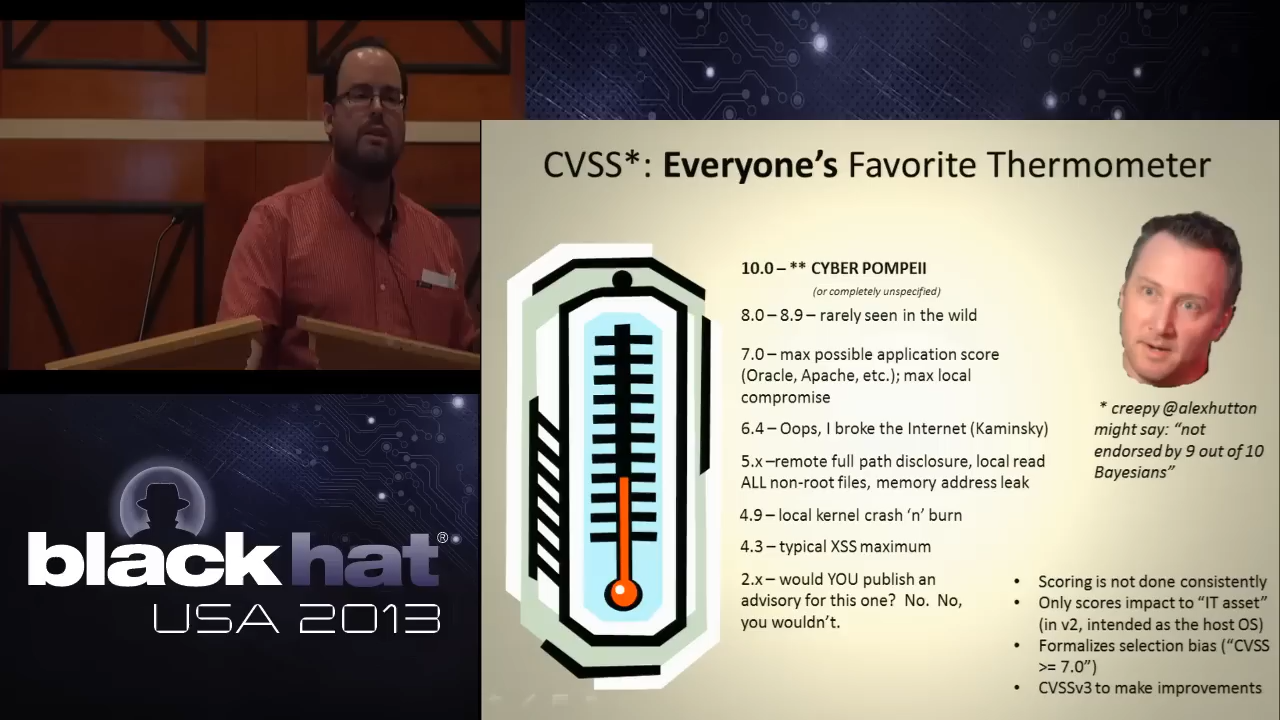 CVSS*: Everyone's Favorite Thermometer
10.0 – ** CYBER POMPEII
(or completely unspecified)
8.0 – 8.9 – rarely seen in the wild
7.0 – max possible application score
(Oracle, Apache, etc.); max local
compromise
6.4 – Oops, I broke the Internet (Kaminsky)
5.x –remote full path disclosure, local read
ALL non-root files, memory address leak
4.9 – local kernel crash 'n' burn
4.3 – typical XSS maximum
2.x – would YOU publish an
advisory for this one? No. No,
you wouldn't.
* creepy @alexhutton
might say: "not
endorsed by 9 out of 10
Bayesians"
• Scoring is not done consistently
• Only scores impact to "IT asset"
(in v2, intended as the host OS)
• Formalizes selection bias ("CVSS
>= 7.0")
• CVSSv3 to make improvements
black hat®
USA 2013